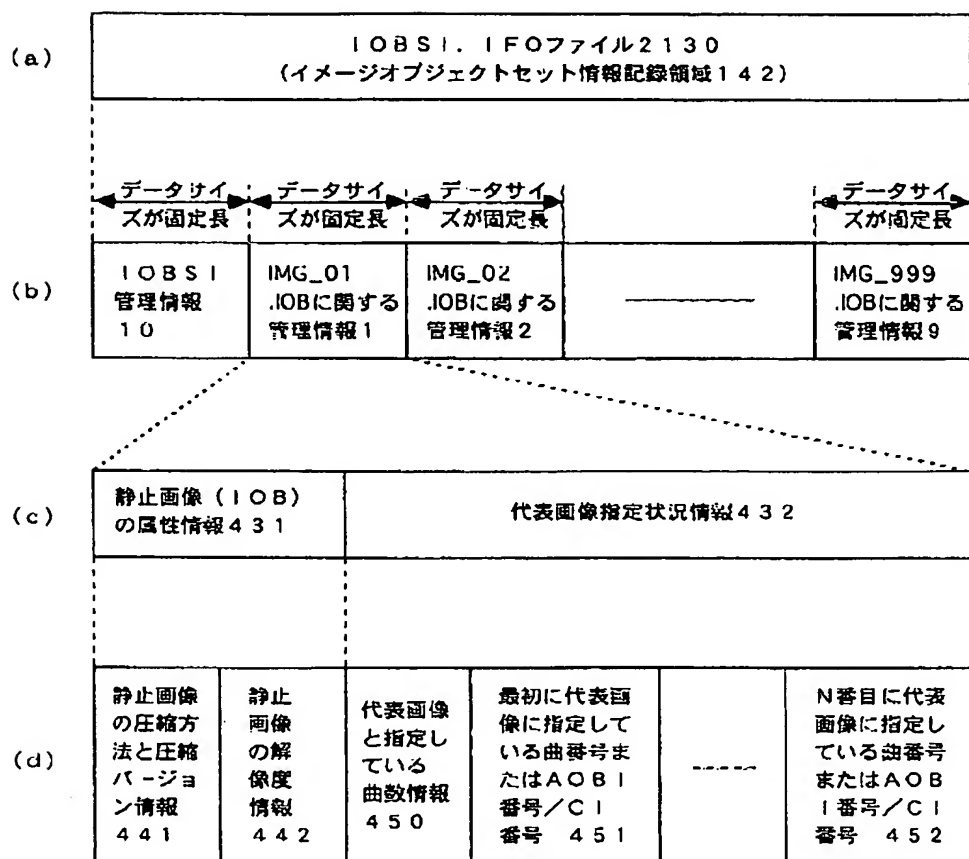 (a)
IOBSI. IFOファイル2130
(イメージオブジェクトセット情報記録領域142)
データサイ
ズが固定長
データサイ
ズが固定長
データサイ
ズが固定長
データサイ
ズが固定長
(b)
IOBSI
管理情報
10
IMG_01
.IOBに関する
管理情報1
IMG_02
.IOBに関する
管理情報2
IMG_999
.IOBに関する
管理情報9
(c)
静止画像(IOB)
の属性情報431
代表画像指定状況情報432
(d)
静止画像
の圧縮方
法と圧縮
バージョ
ン情報
441
静止
画像
の解
像度
情報
442
代表画像
と指定し
ている
曲数情報
450
最初に代表画
像に指定して
いる曲番号ま
たはAOBI
番号/CI
番号 451
N番目に代表
画像に指定し
ている曲番号
またはAOB
I番号/CI
番号 452